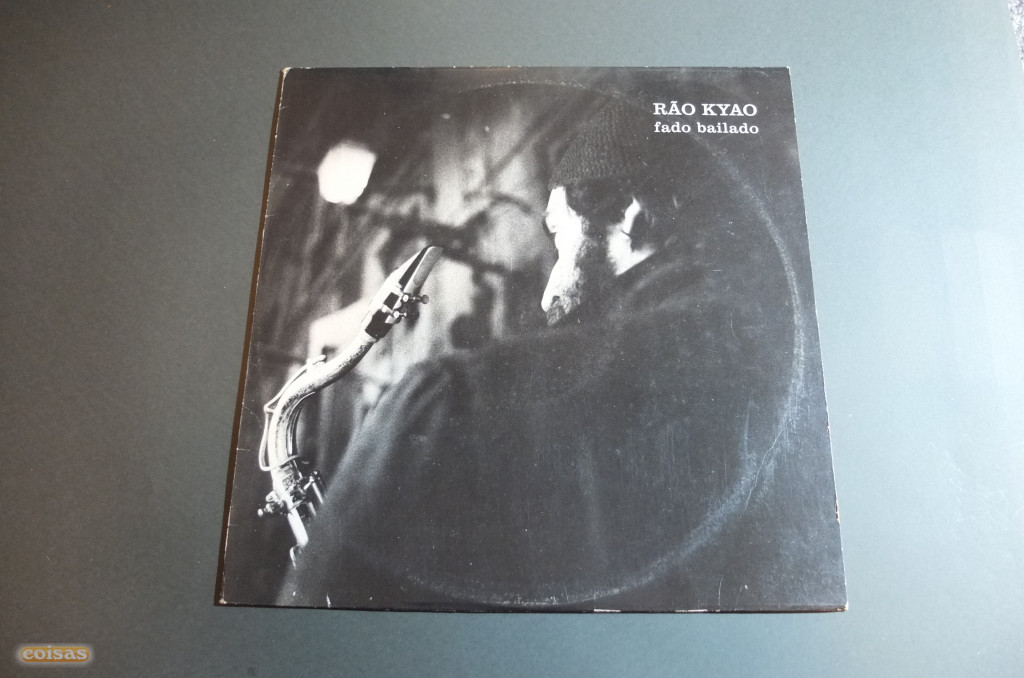 RÃO KYAO
fado bailado
coisas